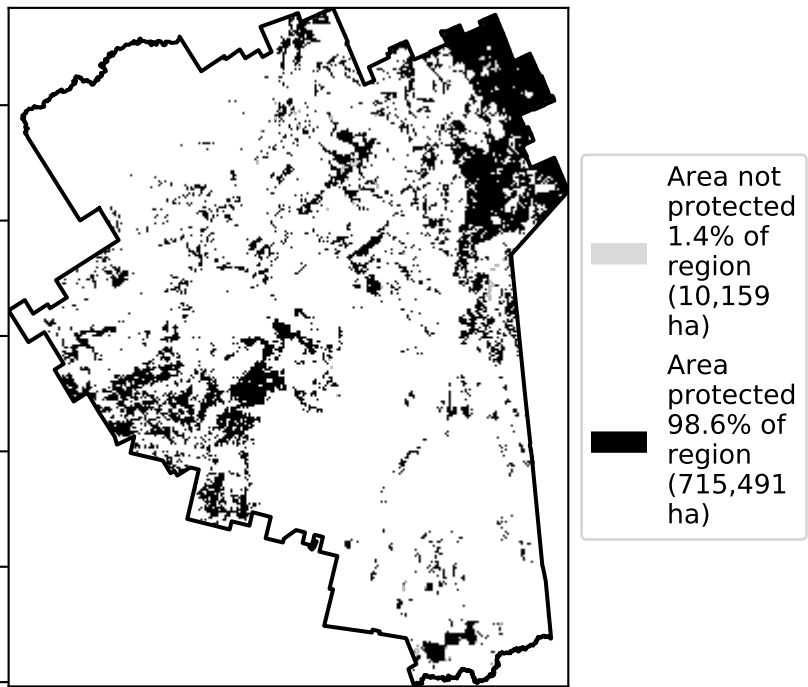 Area not
protected
1.4% of
region
(10,159
ha)
Area
protected
98.6% of
region
(715,491
ha)